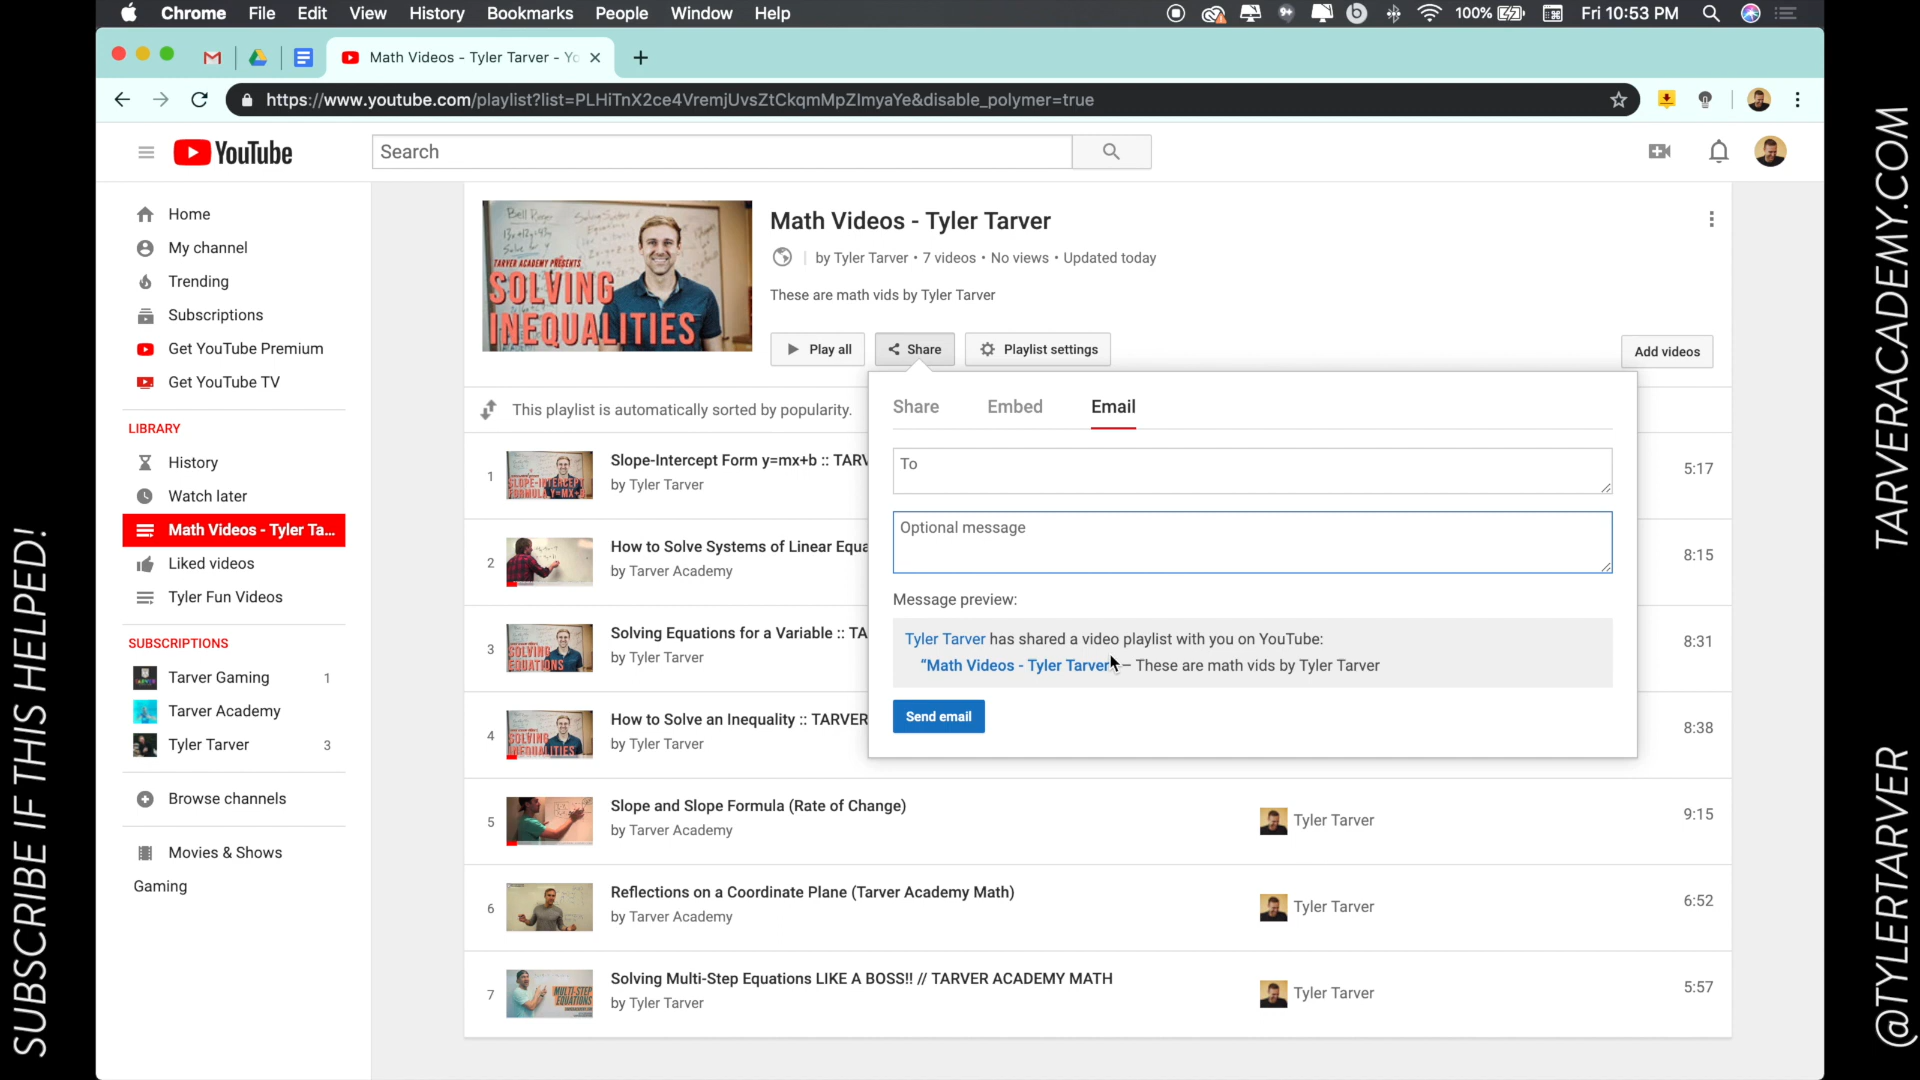 Chrome File Edit View History Bookmarks People Window Help
100% Fri 10:53 PM
Math Videos - Tyler Tarver - Yo
https://www.youtube.com/playlist?list=PLHiTnX2ce4VremjUvsZtCkqmMpZlmyaYe&disable_polymer=true
YouTube
Search
Home
My channel
Trending
Subscriptions
Get YouTube Premium
Get YouTube TV
LIBRARY
History
Watch later
Math Videos - Tyler Ta...
Liked videos
Tyler Fun Videos
SUBSCRIPTIONS
Tarver Gaming 1
Tarver Academy
Tyler Tarver 3
Browse channels
Movies & Shows
Gaming
TARVER ACADEMY PRESENTS
SOLVING
INEQUALITIES
Math Videos - Tyler Tarver
by Tyler Tarver • 7 videos • No views • Updated today
These are math vids by Tyler Tarver
Play all
Share
Playlist settings
Add videos
This playlist is automatically sorted by popularity.
Share Embed Email
To
Optional message
Message preview:
Tyler Tarver has shared a video playlist with you on YouTube:
“Math Videos - Tyler Tarver – These are math vids by Tyler Tarver
Send email
1
Slope-Intercept Form y=mx+b :: TARV
by Tyler Tarver
5:17
2
How to Solve Systems of Linear Equa
by Tarver Academy
8:15
3
SOLVING
EQUATIONS
Solving Equations for a Variable :: TA
by Tyler Tarver
8:31
4
SOLVING
INEQUALITIES
How to Solve an Inequality :: TARVER
by Tyler Tarver
8:38
5
Slope and Slope Formula (Rate of Change)
by Tarver Academy
Tyler Tarver
9:15
6
Reflections on a Coordinate Plane (Tarver Academy Math)
by Tarver Academy
Tyler Tarver
6:52
7
MULTI-STEP
EQUATIONS
Solving Multi-Step Equations LIKE A BOSS!! // TARVER ACADEMY MATH
by Tyler Tarver
Tyler Tarver
5:57
SUBSCRIBE IF THIS HELPED!
TARVERACADEMY.COM
@TYLERTARVER